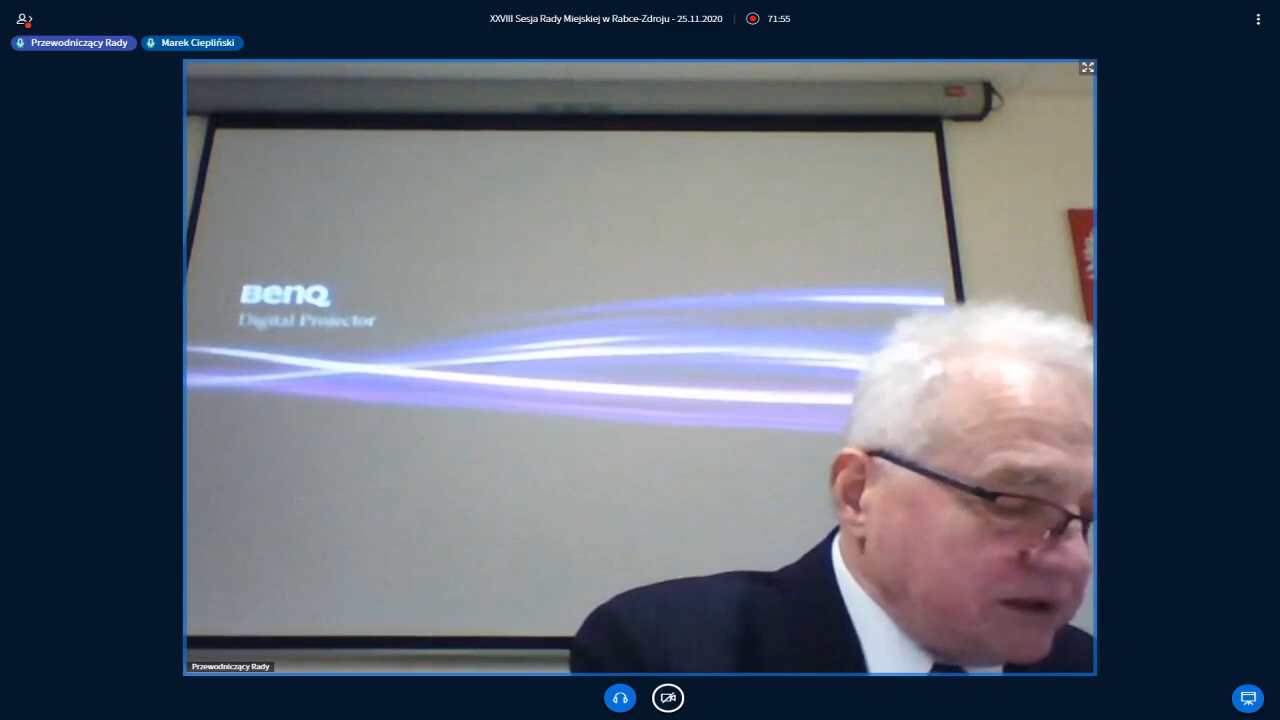 XXVIII Sesja Rady Miejskiej w Rabce-Zdroju - 25.11.2020
71:55
Przewodniczący Rady
Marek Ciepliński
BenQ
Digital Projector
Przewodniczący Rady